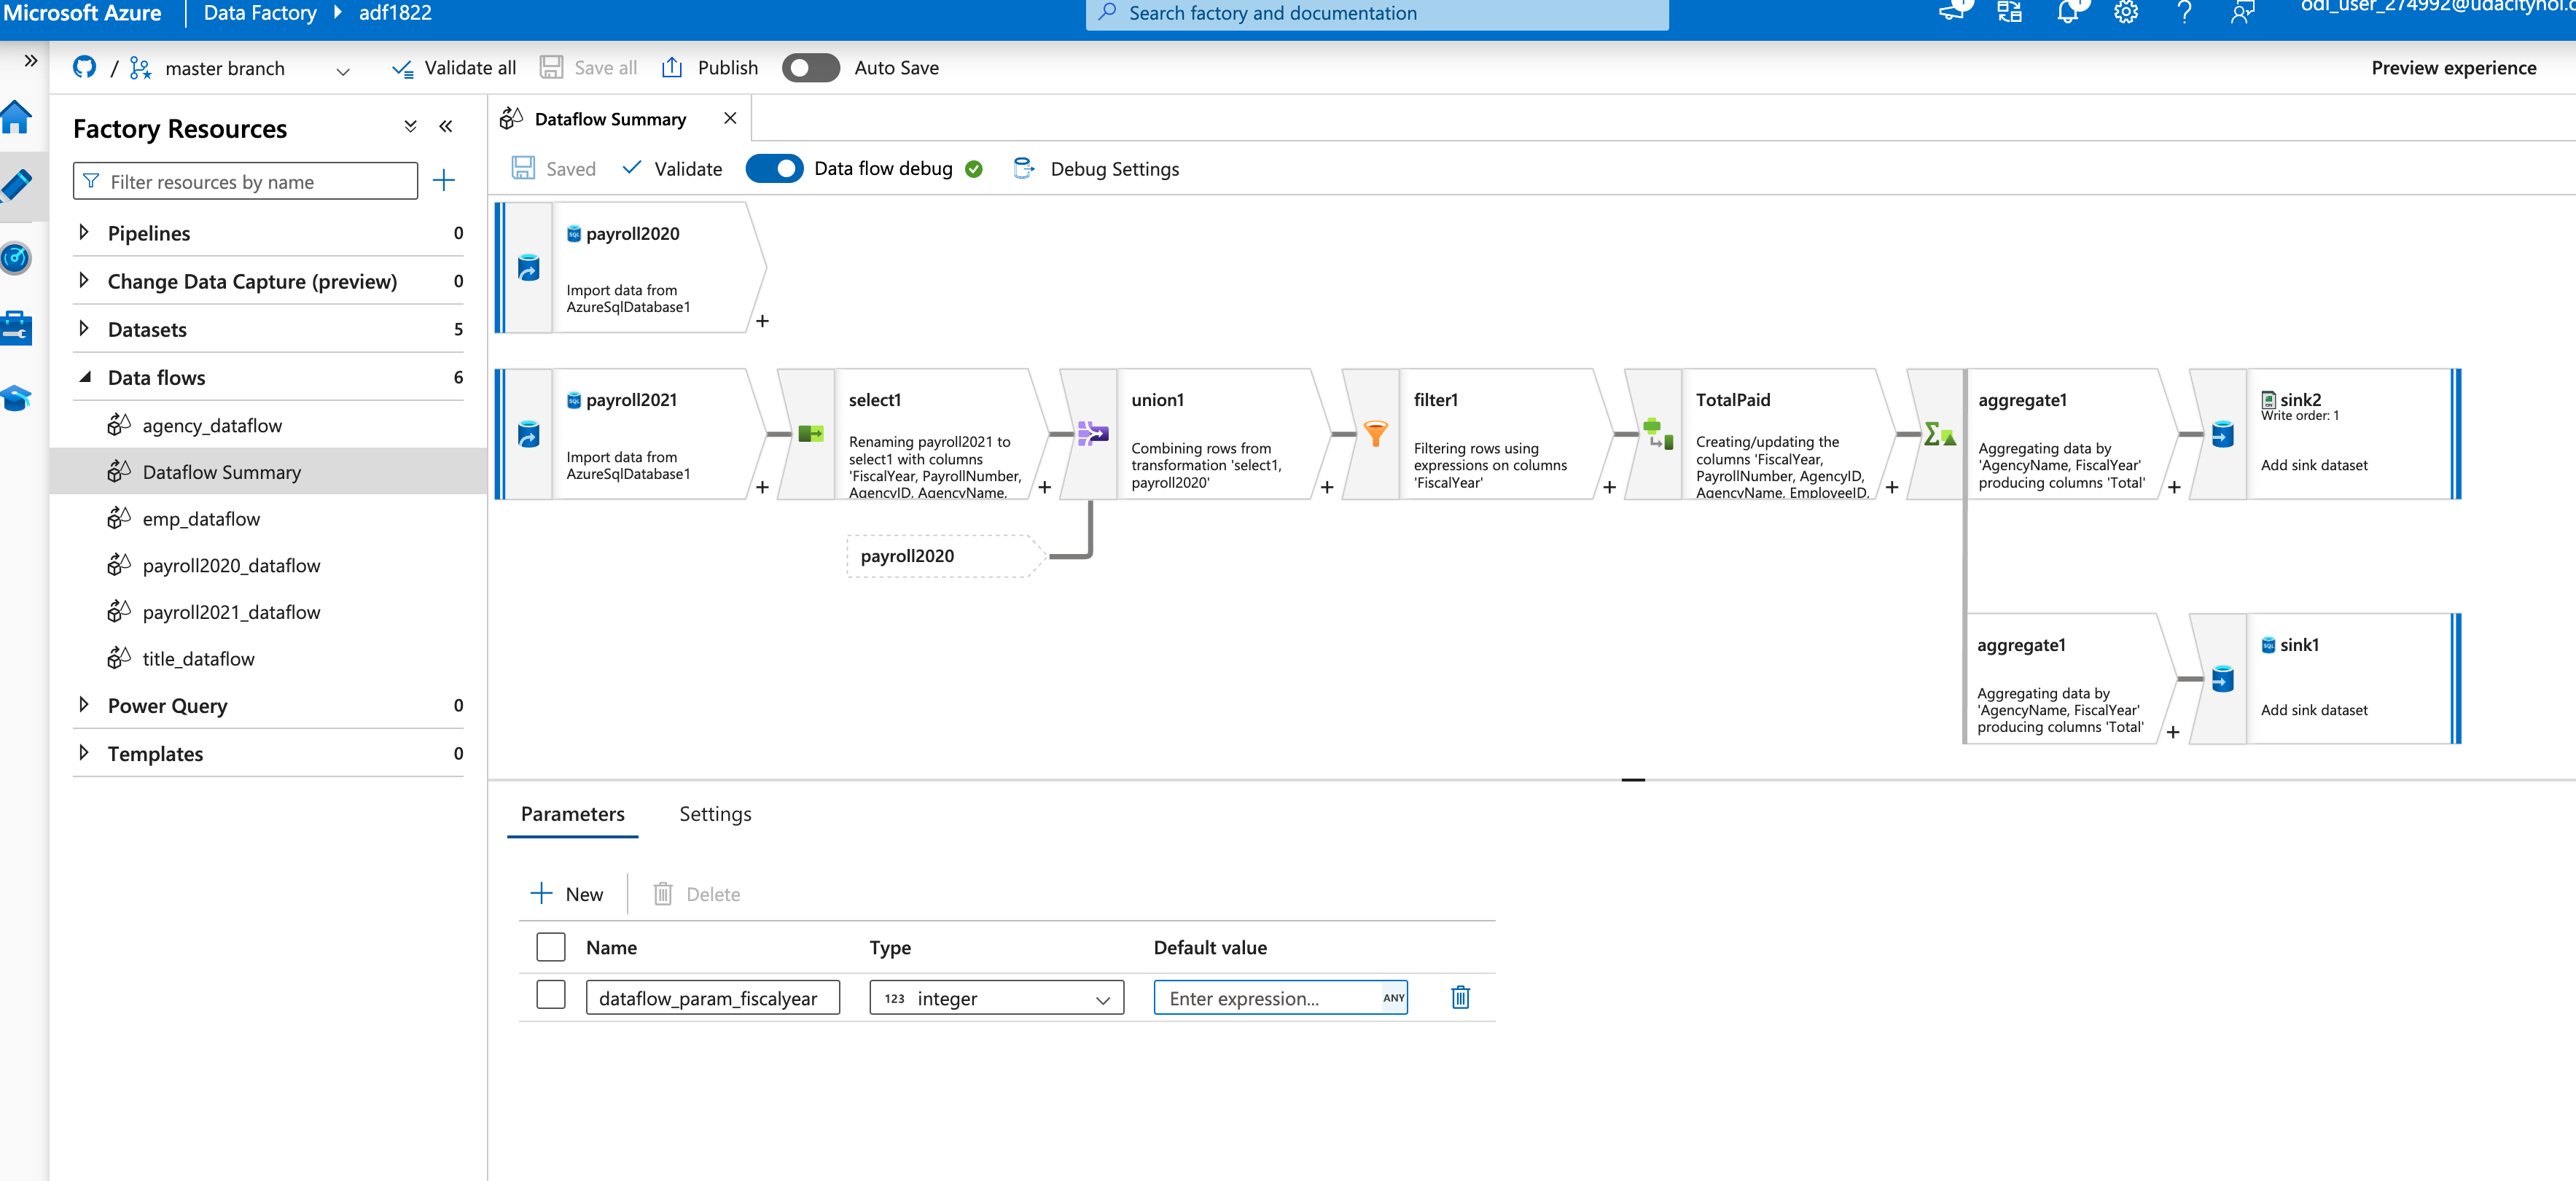 Microsoft Azure
Data Factory
adf1822
Search factory and documentation
/
master branch
Validate all
Save all
Publish
Auto Save
Preview experience
Factory Resources
Filter resources by name
Pipelines 0
Change Data Capture (preview) 0
Datasets 5
Data flows 6
agency_dataflow
Dataflow Summary
emp_dataflow
payroll2020_dataflow
payroll2021_dataflow
title_dataflow
Power Query 0
Templates 0
Dataflow Summary
Saved
Validate
Data flow debug
Debug Settings
payroll2020
Import data from
AzureSqlDatabase1
+
payroll2021
Import data from
AzureSqlDatabase1
+
select1
Renaming payroll2021 to
select1 with columns
'FiscalYear, PayrollNumber,
AgencyID, AgencyName,
+
union1
Combining rows from
transformation 'select1,
payroll2020'
+
filter1
Filtering rows using
expressions on columns
'FiscalYear'
+
TotalPaid
Creating/updating the
columns 'FiscalYear,
PayrollNumber, AgencyID,
AgencyName, EmployeeID,
+
aggregate1
Aggregating data by
'AgencyName, FiscalYear'
producing columns 'Total'
+
sink2
Write order: 1
Add sink dataset
payroll2020
aggregate1
Aggregating data by
'AgencyName, FiscalYear'
producing columns 'Total'
+
sink1
Add sink dataset
Parameters
Settings
New
Delete
Name
Type
Default value
dataflow_param_fiscalyear
123 integer
Enter expression...
ANY